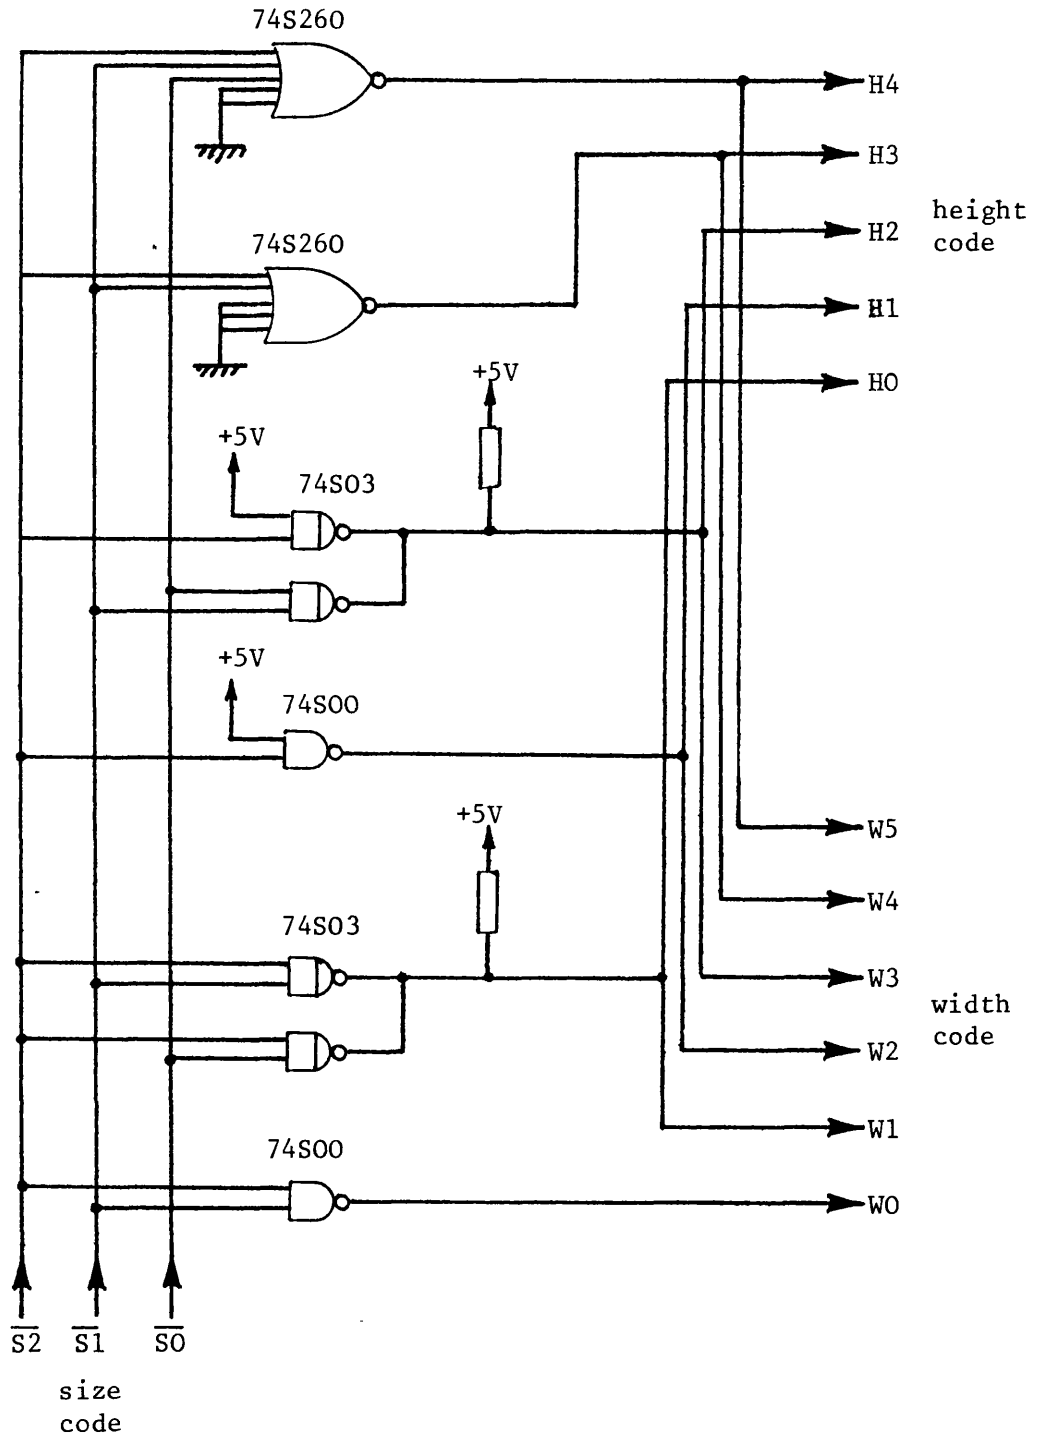 74S260
H4
H3
height
code
H2
74S260
H1
+5V
H0
+5V
74S03
+5V
74S00
+5V
W5
W4
74S03
W3
width
code
W2
W1
74S00
W0
S2 S1 S0
size
code